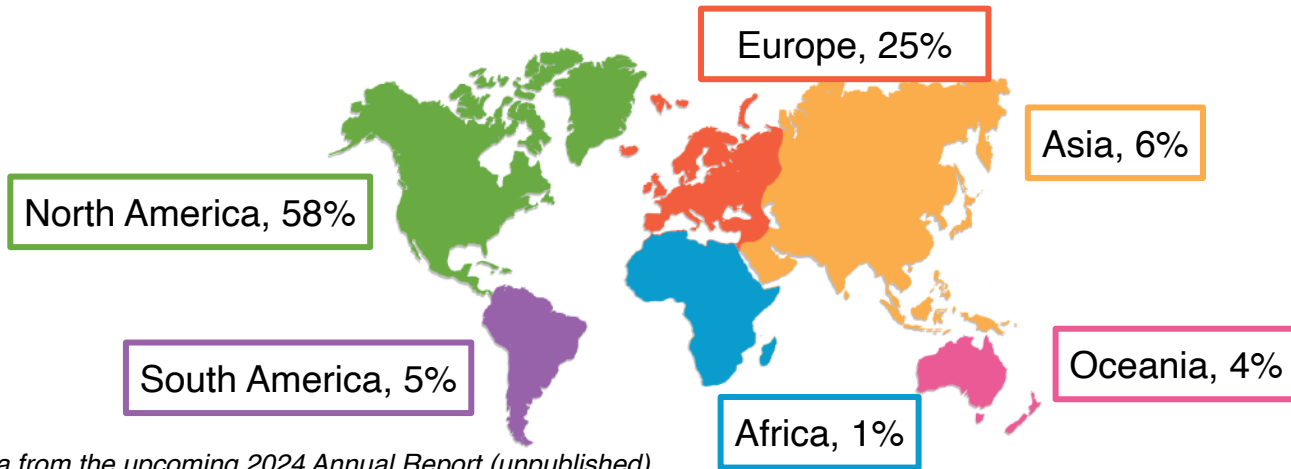 Europe, 25%
Asia, 6%
North America, 58%
South America, 5%
Oceania, 4%
Africa, 1%
from the upcoming 2024 Annual Report (unpublished)